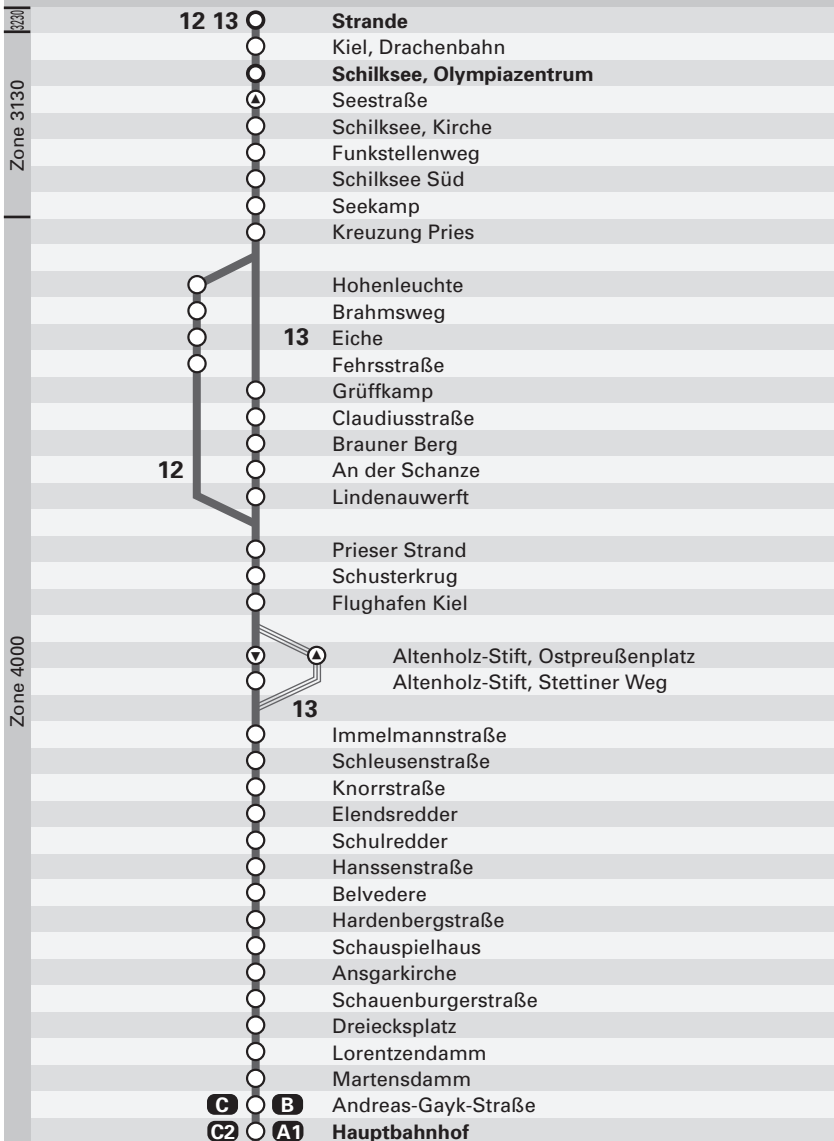 3230
12 13 Strande
Kiel, Drachenbahn
Schilksee, Olympiazentrum
Seestraße
Zone 3130
Schilksee, Kirche
Funkstellenweg
Schilksee Süd
Seekamp
Kreuzung Pries
Hohenleuchte
Brahmsweg
13 Eiche
Fehrsstraße
Grüffkamp
Claudiusstraße
Brauner Berg
12 An der Schanze
Lindenauwerft
Prieser Strand
Schusterkrug
Flughafen Kiel
Zone 4000
Altenholz-Stift, Ostpreußenplatz
Altenholz-Stift, Stettiner Weg
13
Immelmannstraße
Schleusenstraße
Knorrstraße
Elendsredder
Schulredder
Hanssenstraße
Belvedere
Hardenbergstraße
Schauspielhaus
Ansgarkirche
Schauenburgerstraße
Dreiecksplatz
Lorentzendamm
Martensdamm
C B Andreas-Gayk-Straße
C2 A1 Hauptbahnhof